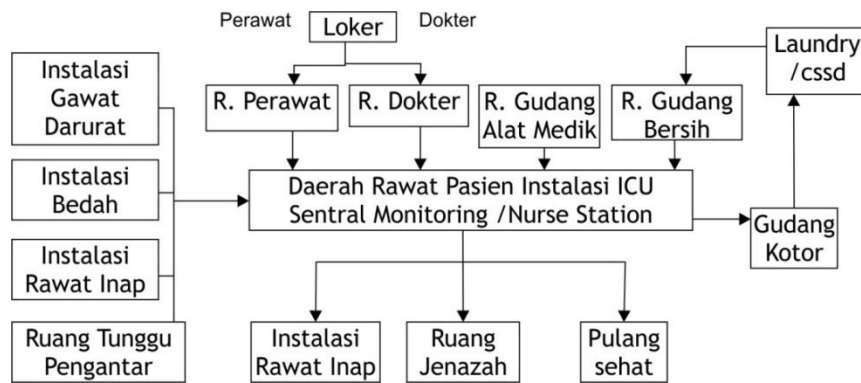 Perawat
Loker
Dokter
Laundry
/cssd
Instalasi
Gawat
Darurat
R. Perawat
R. Dokter
R. Gudang
Alat Medik
R. Gudang
Bersih
Instalasi
Bedah
Daerah Rawat Pasien Instalasi ICU
Sentral Monitoring /Nurse Station
Gudang
Kotor
Instalasi
Rawat Inap
Ruang Tunggu
Pengantar
Instalasi
Rawat Inap
Ruang
Jenazah
Pulang
sehat